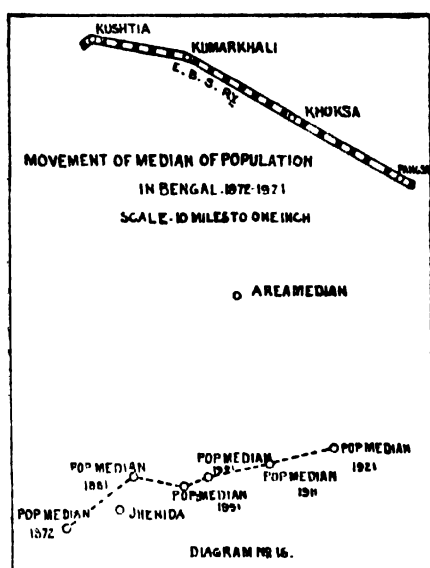 KUSHTIA
KUMARKHALI
E. B. S. RY
KHOKSA
PANGSA
MOVEMENT OF MEDIAN OF POPULATION
IN BENGAL.1872-1921
SCALE.10 MILES TO ONE INCH
AREA MEDIAN
POP MEDIAN
1921
POP MEDIAN
POP MEDIAN
1911
POP MEDIAN
1881
POP MEDIAN
1891
POP MEDIAN
1872
JHENIDA
DIAGRAM NO 16.